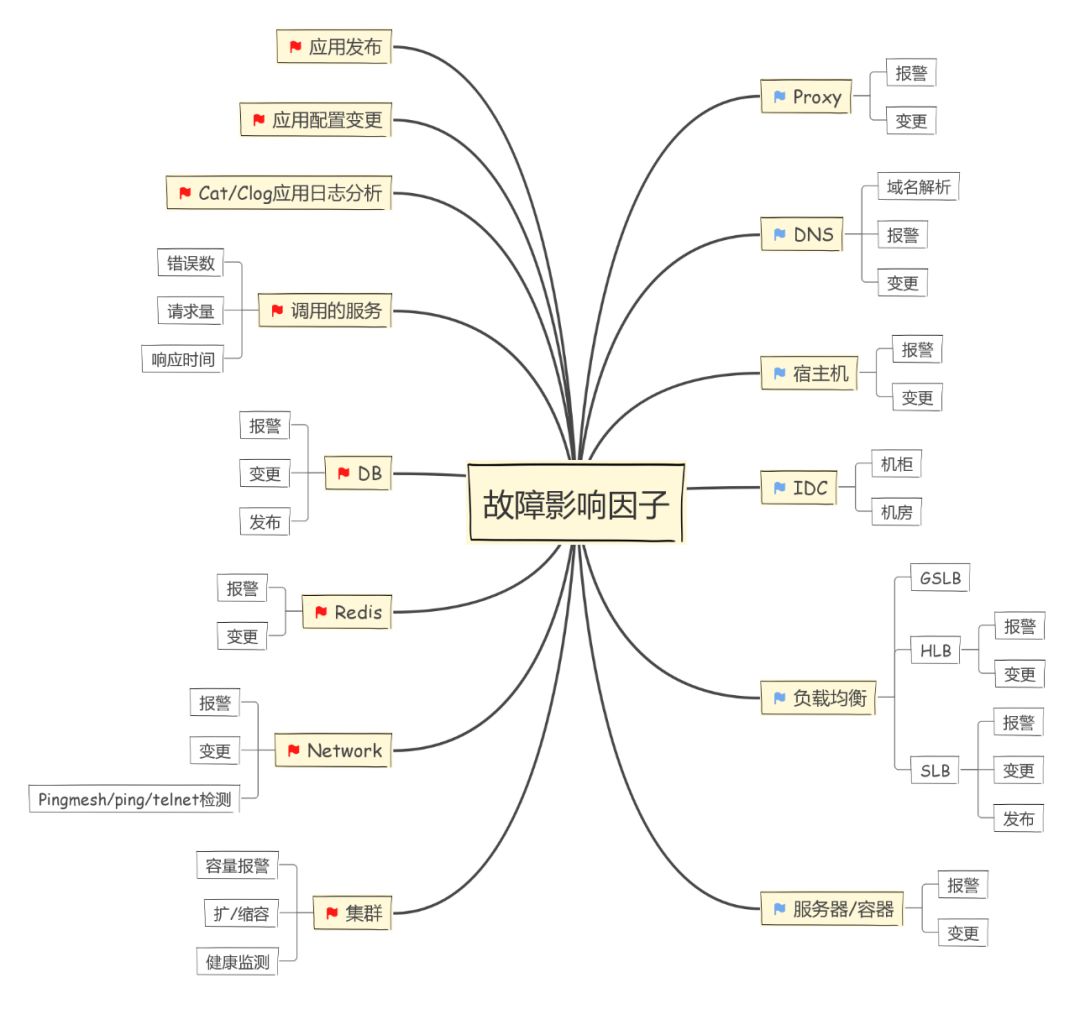 故障影响因子
应用发布
应用配置变更
Cat/Clog应用日志分析
调用的服务
错误数
请求量
响应时间
DB
报警
变更
发布
Redis
报警
变更
Network
报警
变更
Pingmesh/ping/telnet检测
集群
容量报警
扩/缩容
健康监测
Proxy
报警
变更
DNS
域名解析
报警
变更
宿主机
报警
变更
IDC
机柜
机房
负载均衡
GSLB
HLB
报警
变更
SLB
报警
变更
发布
服务器/容器
报警
变更